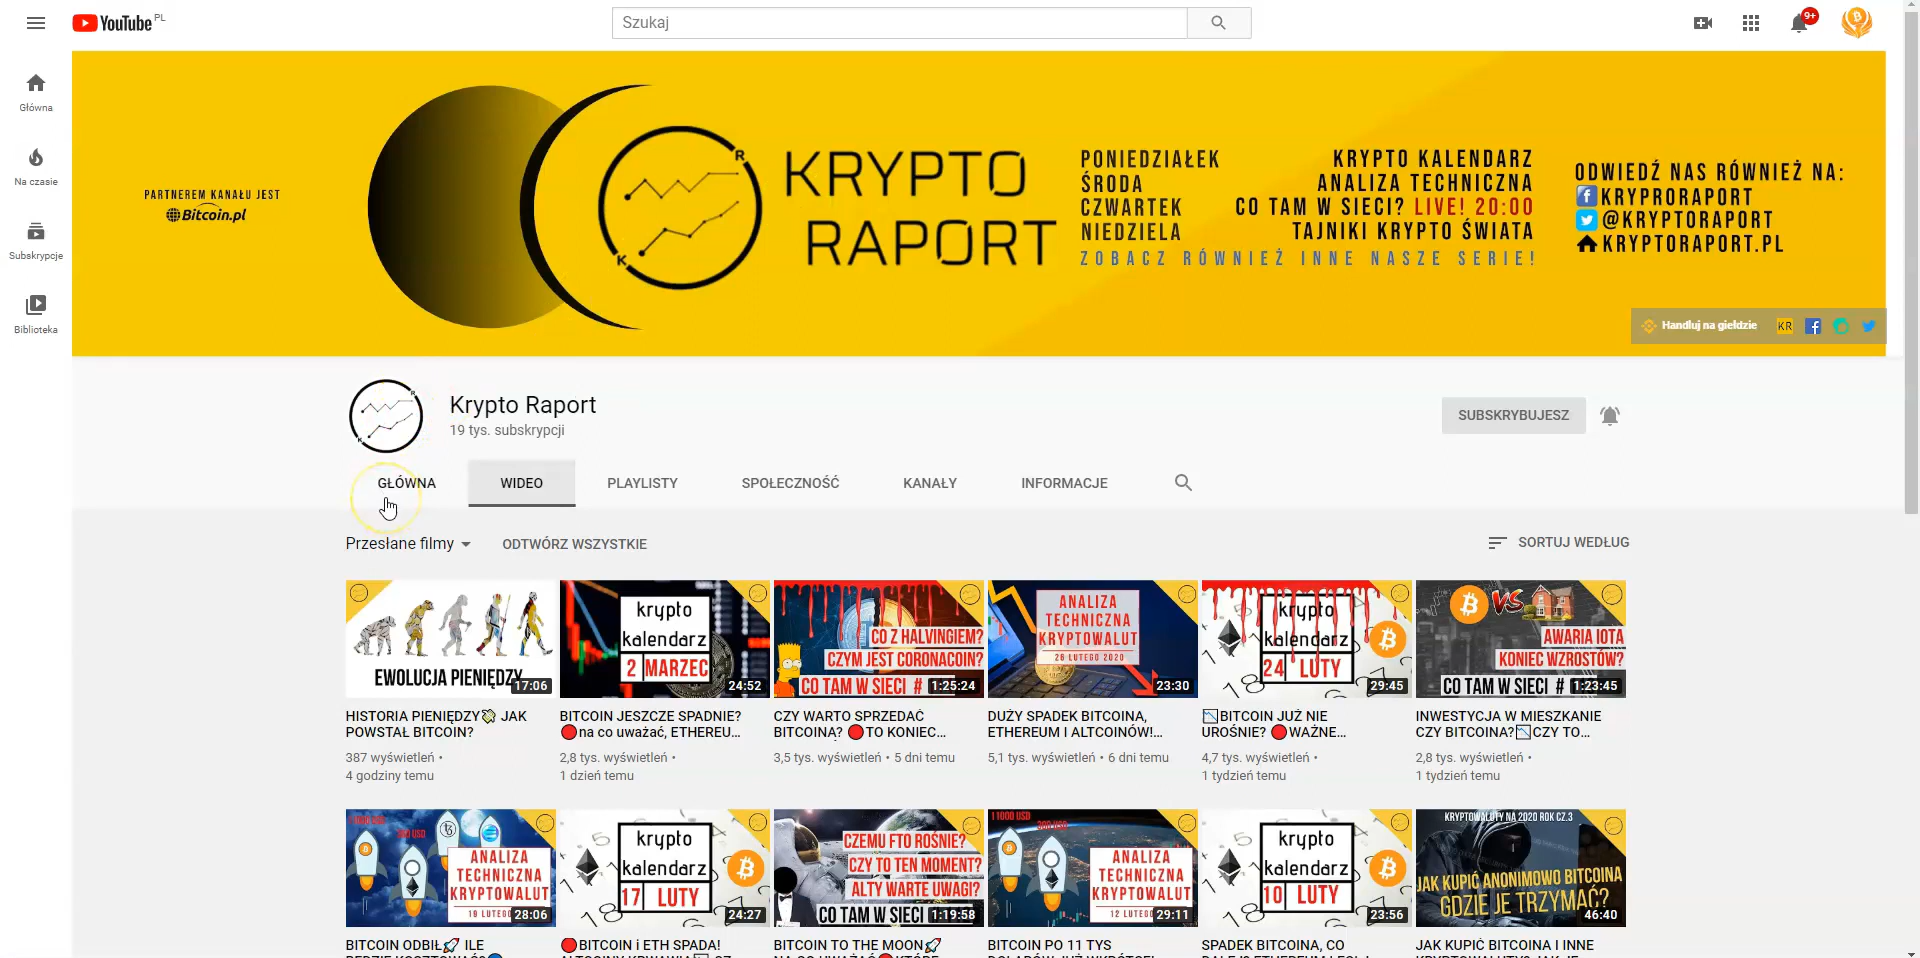 YouTube PL
Szukaj
9+
Główna
Na czasie
Subskrypcje
Biblioteka
PARTNEREM KANAŁU JEST
Bitcoin.pl
R
K
KRYPTO
RAPORT
PONIEDZIAŁEK KRYPTO KALENDARZ
ŚRODA ANALIZA TECHNICZNA
CZWARTEK CO TAM W SIECI? LIVE! 20:00
NIEDZIELA TAJNIKI KRYPTO ŚWIATA
ZOBACZ RÓWNIEŻ INNE NASZE SERIE!
ODWIEDŹ NAS RÓWNIEŻ NA:
KRYPRORAPORT
@KRYPTORAPORT
KRYPTORAPORT.PL
Handluj na giełdzie KR
Krypto Raport
19 tys. subskrypcji
SUBSKRYBUJESZ
GŁÓWNA WIDEO PLAYLISTY SPOŁECZNOŚĆ KANAŁY INFORMACJE
Przesłane filmy ODTWÓRZ WSZYSTKIE SORTUJ WEDŁUG
EWOLUCJA PIENIĘDZY
17:06
HISTORIA PIENIĘDZY💸 JAK
POWSTAŁ BITCOIN?
387 wyświetleń •
4 godziny temu
krypto
kalendarz
2 MARZEC
24:52
BITCOIN JESZCZE SPADNIE?
🔴na co uważać, ETHEREU...
2,8 tys. wyświetleń •
1 dzień temu
CO Z HALVINGIEM?
CZYM JEST CORONACOIN?
CO TAM W SIECI #
1:25:24
CZY WARTO SPRZEDAĆ
BITCOINA? 🔴TO KONIEC...
3,5 tys. wyświetleń • 5 dni temu
ANALIZA
TECHNICZNA
KRYPTOWALUT
26 LUTEGO 2020
23:30
DUŻY SPADEK BITCOINA,
ETHEREUM I ALTCOINÓW!...
5,1 tys. wyświetleń • 6 dni temu
krypto
kalendarz
24 LUTY
29:45
📉BITCOIN JUŻ NIE
UROŚNIE? 🔴WAŻNE...
4,7 tys. wyświetleń •
1 tydzień temu
VS
AWARIA IOTA
KONIEC WZROSTÓW?
CO TAM W SIECI #
1:23:45
INWESTYCJA W MIESZKANIE
CZY BITCOINA?📉CZY TO...
2,8 tys. wyświetleń •
1 tydzień temu
11000 USD
300 USD
ANALIZA
TECHNICZNA
KRYPTOWALUT
19 LUTEGO
28:06
BITCOIN ODBIŁ🚀 ILE
krypto
kalendarz
17 LUTY
24:27
🔴BITCOIN i ETH SPADA!
CZEMU FTO ROŚNIE?
CZY TO TEN MOMENT?
ALTY WARTE UWAGI?
CO TAM W SIECI
1:19:58
BITCOIN TO THE MOON🚀
11000 USD
300 USD
ANALIZA
TECHNICZNA
KRYPTOWALUT
12 LUTEGO
29:11
BITCOIN PO 11 TYS
krypto
kalendarz
10 LUTY
23:56
SPADEK BITCOINA, CO
KRYPTOWALUTY NA 2020 ROK CZ.3
JAK KUPIĆ ANONIMOWO BITCOINA
GDZIE JE TRZYMAĆ?
46:40
JAK KUPIĆ BITCOINA I INNE